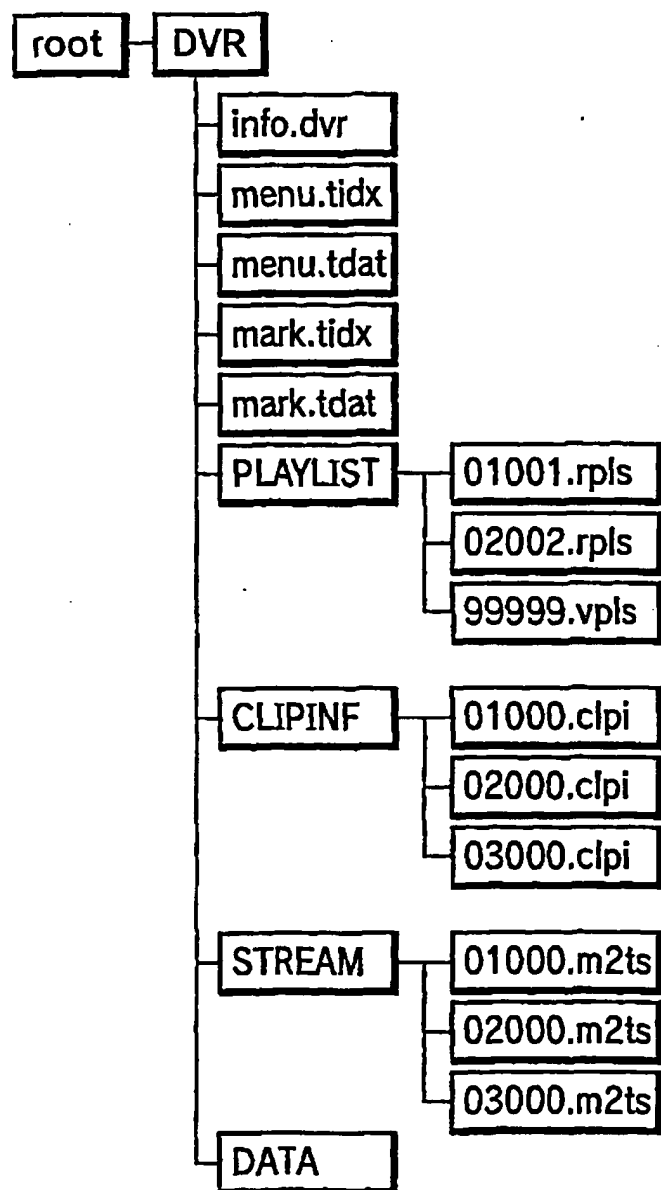 root DVR
info.dvr
menu.tidx
menu.tdat
mark.tidx
mark.tdat
PLAYLIST 01001.rpls
02002.rpls
99999.vpls
CLIPINF 01000.clpi
02000.clpi
03000.clpi
STREAM 01000.m2ts
02000.m2ts
03000.m2ts
DATA